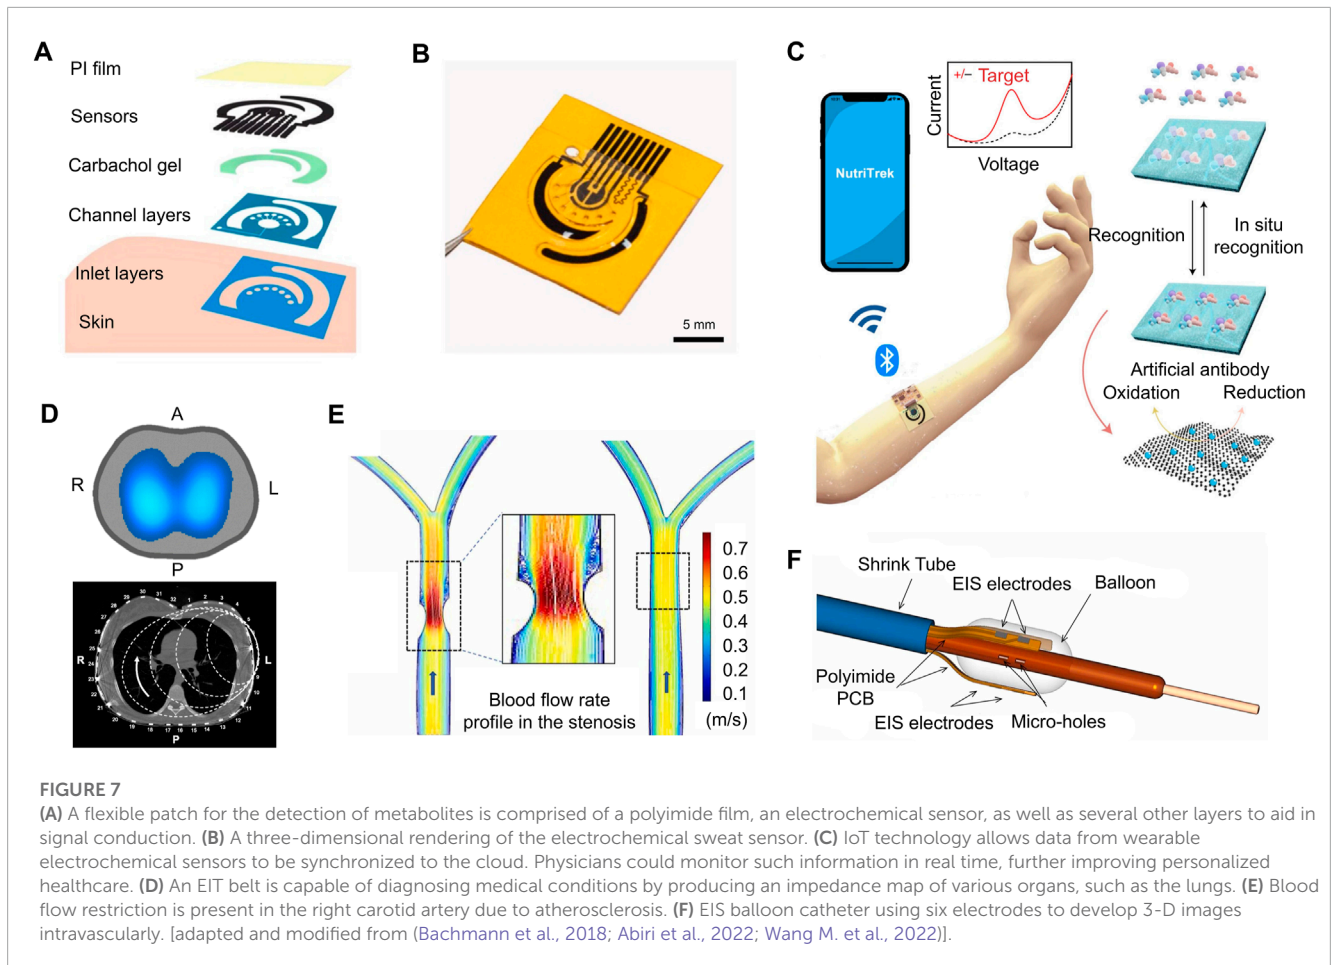 A
PI film
Sensors
Carbachol gel
Channel layers
Inlet layers
Skin
B
5 mm
C
NutriTrek
+/– Target
Current
Voltage
Recognition
In situ
recognition
Artificial antibody
Oxidation
Reduction
D
A
R
L
P
R
L
P
E
0.7
0.6
0.5
0.4
0.3
0.2
0.1
(m/s)
Blood flow rate
profile in the stenosis
F
Shrink Tube
EIS electrodes
Balloon
Polyimide
PCB
EIS electrodes
Micro-holes
FIGURE 7
(A) A flexible patch for the detection of metabolites is comprised of a polyimide film, an electrochemical sensor, as well as several other layers to aid in
signal conduction. (B) A three-dimensional rendering of the electrochemical sweat sensor. (C) IoT technology allows data from wearable
electrochemical sensors to be synchronized to the cloud. Physicians could monitor such information in real time, further improving personalized
healthcare. (D) An EIT belt is capable of diagnosing medical conditions by producing an impedance map of various organs, such as the lungs. (E) Blood
flow restriction is present in the right carotid artery due to atherosclerosis. (F) EIS balloon catheter using six electrodes to develop 3-D images
intravascularly. [adapted and modified from (Bachmann et al., 2018; Abiri et al., 2022; Wang M. et al., 2022)].